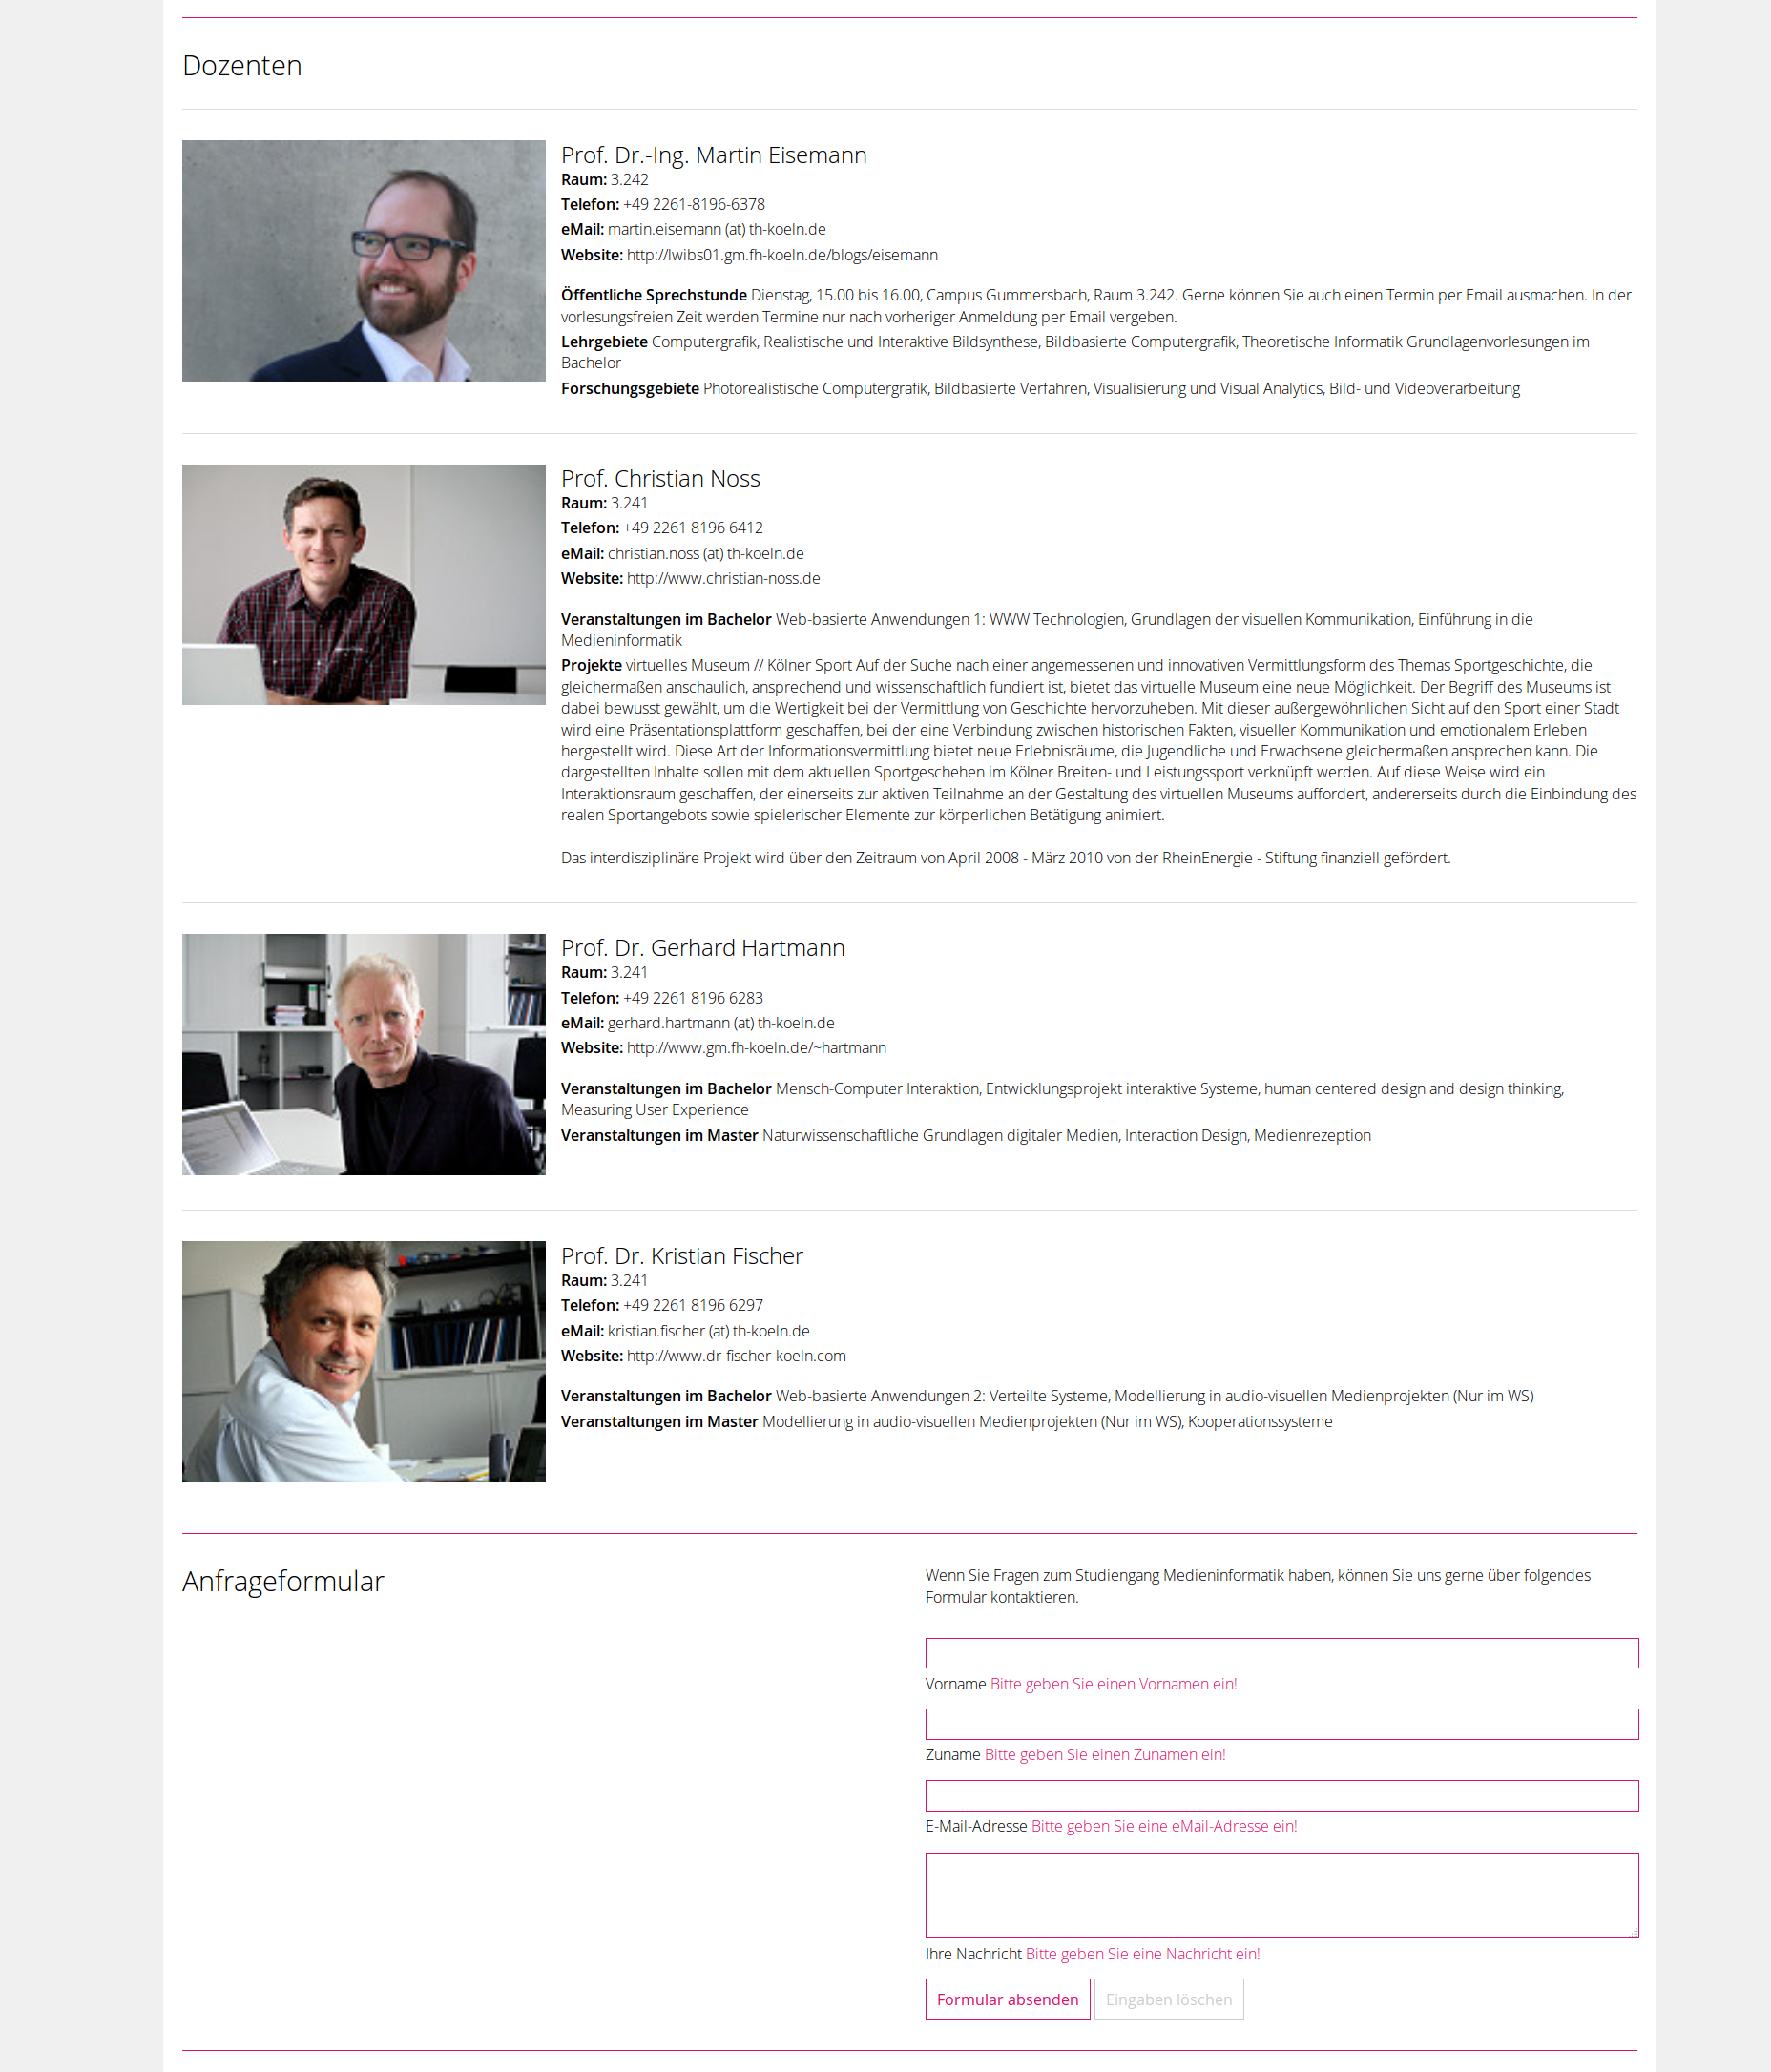 Dozenten
Prof. Dr.-Ing. Martin Eisemann
Raum: 3.242
Telefon: +49 2261-8196-6378
eMail: martin.eisemann (at) th-koeln.de
Website: http://lwibs01.gm.fh-koeln.de/blogs/eisemann
Öffentliche Sprechstunde Dienstag, 15.00 bis 16.00, Campus Gummersbach, Raum 3.242. Gerne können Sie auch einen Termin per Email ausmachen. In der
vorlesungsfreien Zeit werden Termine nur nach vorheriger Anmeldung per Email vergeben.
Lehrgebiete Computergrafik, Realistische und Interaktive Bildsynthese, Bildbasierte Computergrafik, Theoretische Informatik Grundlagenvorlesungen im
Bachelor
Forschungsgebiete Photorealistische Computergrafik, Bildbasierte Verfahren, Visualisierung und Visual Analytics, Bild- und Videoverarbeitung
Prof. Christian Noss
Raum: 3.241
Telefon: +49 2261 8196 6412
eMail: christian.noss (at) th-koeln.de
Website: http://www.christian-noss.de
Veranstaltungen im Bachelor Web-basierte Anwendungen 1: WWW Technologien, Grundlagen der visuellen Kommunikation, Einführung in die
Medieninformatik
Projekte virtuelles Museum // Kölner Sport Auf der Suche nach einer angemessenen und innovativen Vermittlungsform des Themas Sportgeschichte, die
gleichermaßen anschaulich, ansprechend und wissenschaftlich fundiert ist, bietet das virtuelle Museum eine neue Möglichkeit. Der Begriff des Museums ist
dabei bewusst gewählt, um die Wertigkeit bei der Vermittlung von Geschichte hervorzuheben. Mit dieser außergewöhnlichen Sicht auf den Sport einer Stadt
wird eine Präsentationsplattform geschaffen, bei der eine Verbindung zwischen historischen Fakten, visueller Kommunikation und emotionalem Erleben
hergestellt wird. Diese Art der Informationsvermittlung bietet neue Erlebnisräume, die Jugendliche und Erwachsene gleichermaßen ansprechen kann. Die
dargestellten Inhalte sollen mit dem aktuellen Sportgeschehen im Kölner Breiten- und Leistungssport verknüpft werden. Auf diese Weise wird ein
Interaktionsraum geschaffen, der einerseits zur aktiven Teilnahme an der Gestaltung des virtuellen Museums auffordert, andererseits durch die Einbindung des
realen Sportangebots sowie spielerischer Elemente zur körperlichen Betätigung animiert.
Das interdisziplinäre Projekt wird über den Zeitraum von April 2008 - März 2010 von der RheinEnergie - Stiftung finanziell gefördert.
Prof. Dr. Gerhard Hartmann
Raum: 3.241
Telefon: +49 2261 8196 6283
eMail: gerhard.hartmann (at) th-koeln.de
Website: http://www.gm.fh-koeln.de/~hartmann
Veranstaltungen im Bachelor Mensch-Computer Interaktion, Entwicklungsprojekt interaktive Systeme, human centered design and design thinking,
Measuring User Experience
Veranstaltungen im Master Naturwissenschaftliche Grundlagen digitaler Medien, Interaction Design, Medienrezeption
Prof. Dr. Kristian Fischer
Raum: 3.241
Telefon: +49 2261 8196 6297
eMail: kristian.fischer (at) th-koeln.de
Website: http://www.dr-fischer-koeln.com
Veranstaltungen im Bachelor Web-basierte Anwendungen 2: Verteilte Systeme, Modellierung in audio-visuellen Medienprojekten (Nur im WS)
Veranstaltungen im Master Modellierung in audio-visuellen Medienprojekten (Nur im WS), Kooperationssysteme
Anfrageformular
Wenn Sie Fragen zum Studiengang Medieninformatik haben, können Sie uns gerne über folgendes
Formular kontaktieren.
Vorname Bitte geben Sie einen Vornamen ein!
Zuname Bitte geben Sie einen Zunamen ein!
E-Mail-Adresse Bitte geben Sie eine eMail-Adresse ein!
Ihre Nachricht Bitte geben Sie eine Nachricht ein!
Formular absenden Eingaben löschen